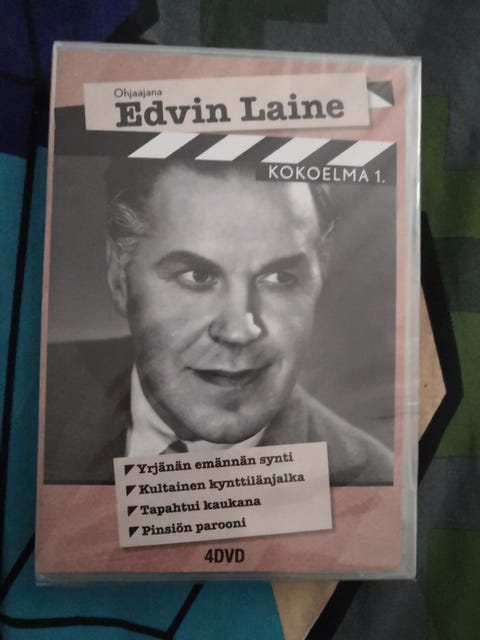 Ohjaajana
Edvin Laine
KOKOELMA 1.
Yrjänän emännän synti
Kultainen kynttilänjalka
Tapahtui kaukana
Pinsiön parooni
4DVD